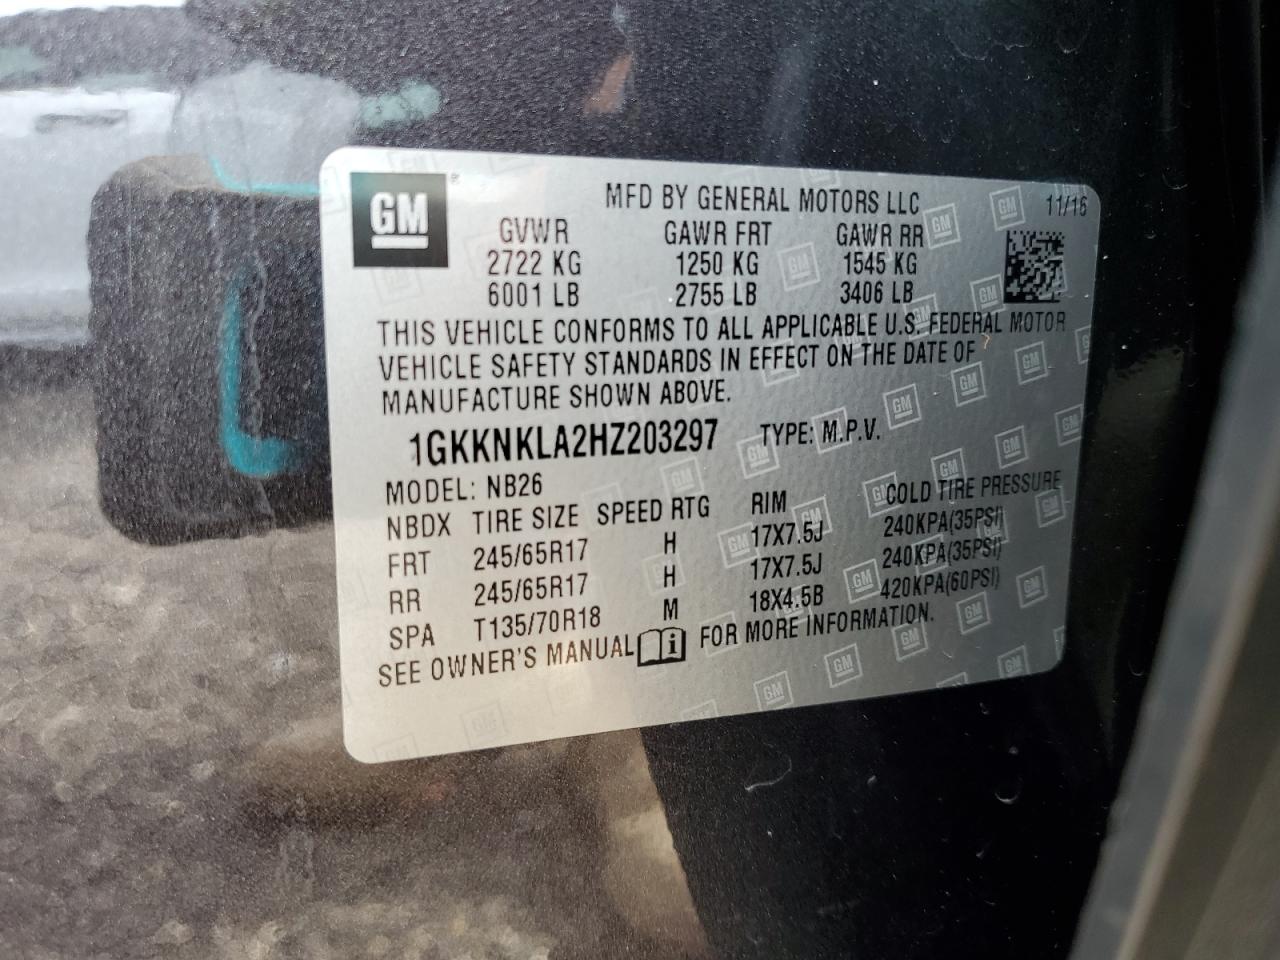 GM ® MFD BY GENERAL MOTORS LLC 11/16
GVWR GAWR FRT GAWR RR
2722 KG 1250 KG 1545 KG
6001 LB 2755 LB 3406 LB
THIS VEHICLE CONFORMS TO ALL APPLICABLE U.S. FEDERAL MOTOR
VEHICLE SAFETY STANDARDS IN EFFECT ON THE DATE OF
MANUFACTURE SHOWN ABOVE.
1GKKNKLA2HZ203297 TYPE: M.P.V.
MODEL: NB26
NBDX TIRE SIZE SPEED RTG RIM COLD TIRE PRESSURE
FRT 245/65R17 H 17X7.5J 240KPA(35PSI)
RR 245/65R17 H 17X7.5J 240KPA(35PSI)
SPA T135/70R18 M 18X4.5B 420KPA(60PSI)
SEE OWNER'S MANUAL i FOR MORE INFORMATION.